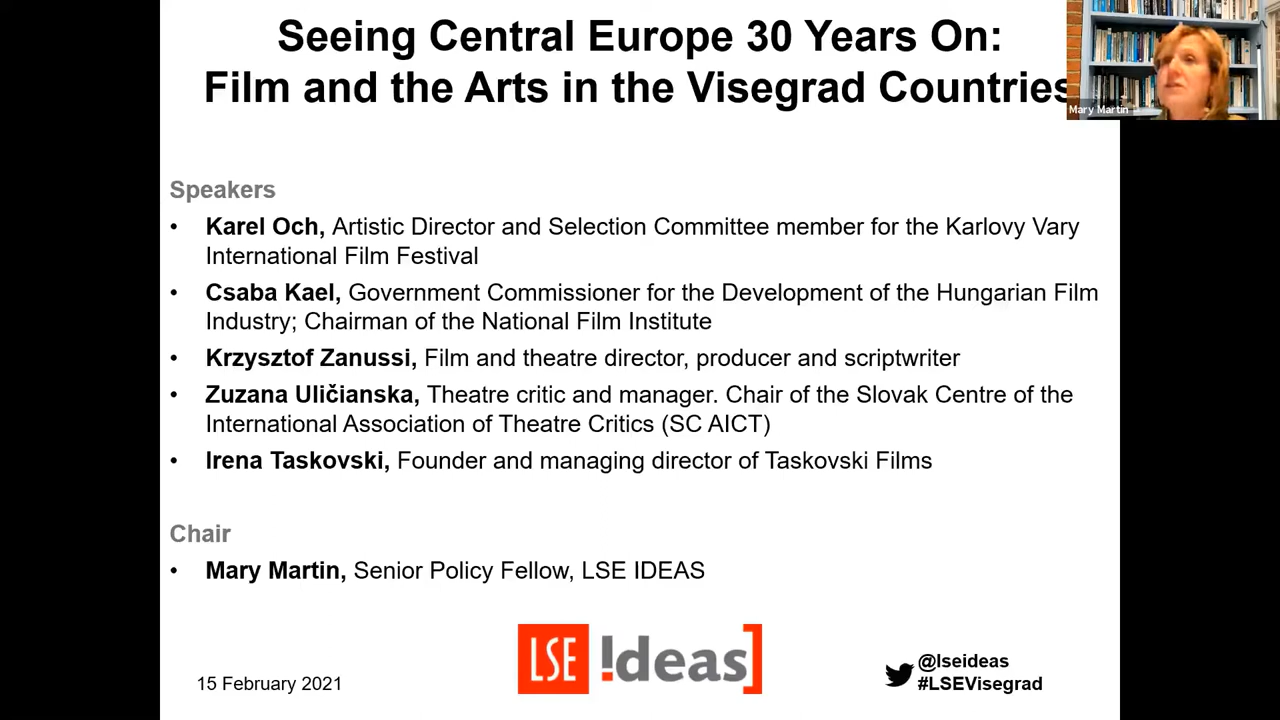 Seeing Central Europe 30 Years On:
Film and the Arts in the Visegrad Countries
Mary Martin
Speakers
• Karel Och, Artistic Director and Selection Committee member for the Karlovy Vary
International Film Festival
• Csaba Kael, Government Commissioner for the Development of the Hungarian Film
Industry; Chairman of the National Film Institute
• Krzysztof Zanussi, Film and theatre director, producer and scriptwriter
• Zuzana Uličianska, Theatre critic and manager. Chair of the Slovak Centre of the
International Association of Theatre Critics (SC AICT)
• Irena Taskovski, Founder and managing director of Taskovski Films
Chair
• Mary Martin, Senior Policy Fellow, LSE IDEAS
LSE !deas]
@lseideas
#LSEVisegrad
15 February 2021